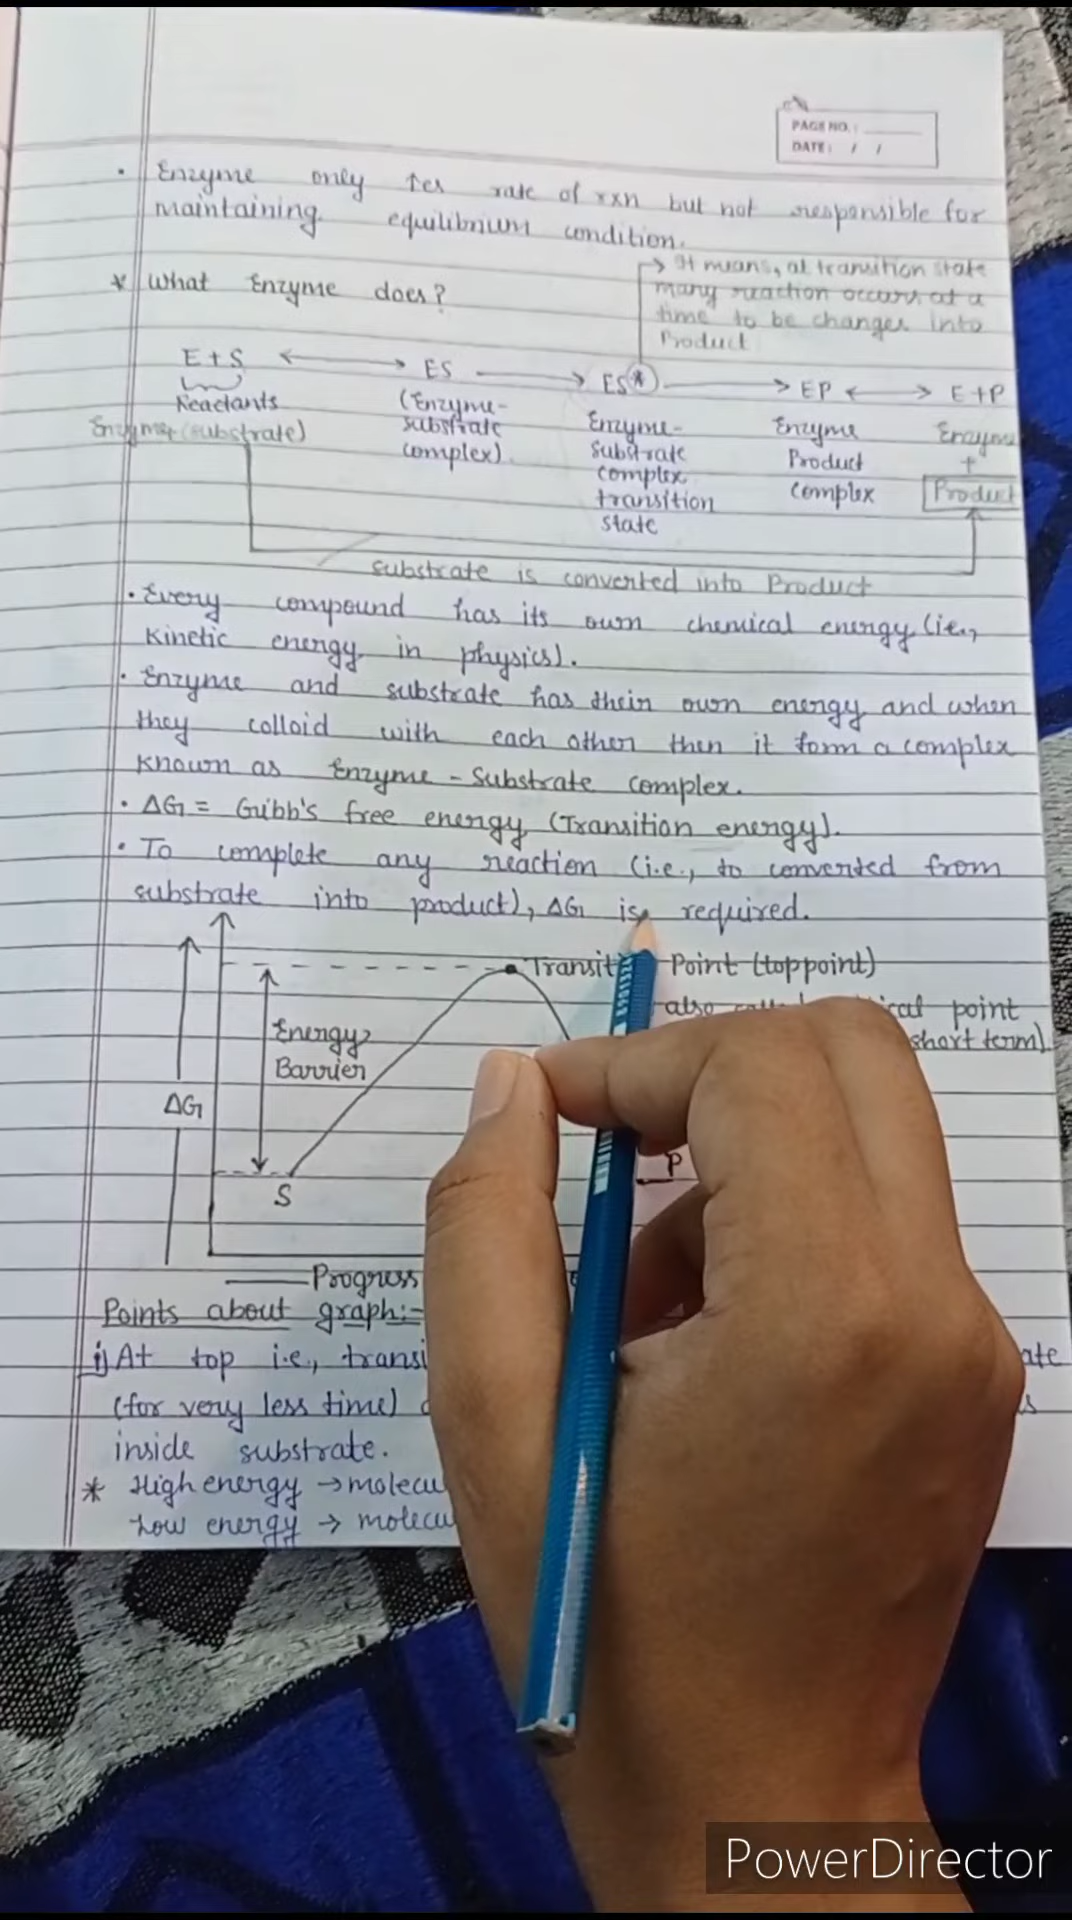 PAGE NO.:
DATE: / /
• Enzyme only ↑es rate of rxn but not responsible for
maintaining equilibrium condition.
→ It means, at transition state
many reaction occurs at a
time to be changes into
Product
* What Enzyme does?
E+S ↔ ES → ES* → EP ↔ E+P
Reactants
Enzyme+(substrate)
(Enzyme-
substrate
complex).
Enzyme-
substrate
complex
transition
state
Enzyme
Product
complex
Enzyme
+
Product
substrate is converted into Product
• Every compound has its own chemical energy (i.e.,
Kinetic energy in physics).
• Enzyme and substrate has their own energy and when
they colloid with each other then it form a complex
known as Enzyme-Substrate complex.
• ΔG = Gibb's free energy (Transition energy).
• To complete any reaction (i.e., to converted from
substrate into product), ΔG is required.
Transit Point (top point)
also cal point
short term)
Energy
Barrier
ΔG
S
P
Progress
Points about graph:-
i) At top i.e., transi ate
(for very less time)
inside substrate.
* High energy → molecu
Low energy → molecu
PowerDirector